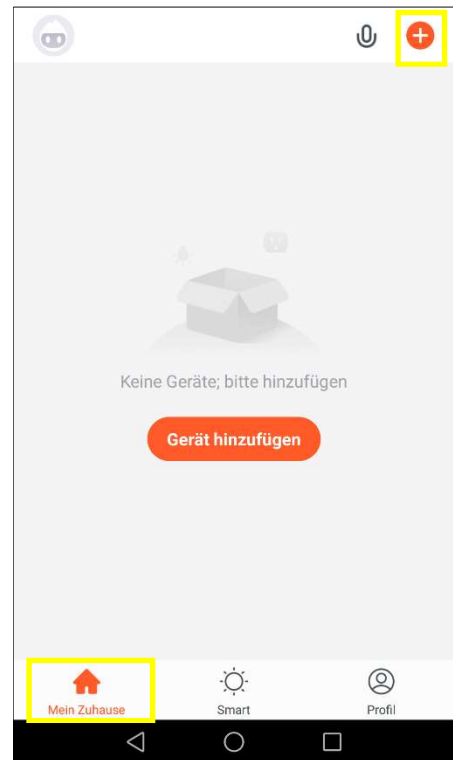 Keine Geräte; bitte hinzufügen
Gerät hinzufügen
Mein Zuhause
Smart
Profil